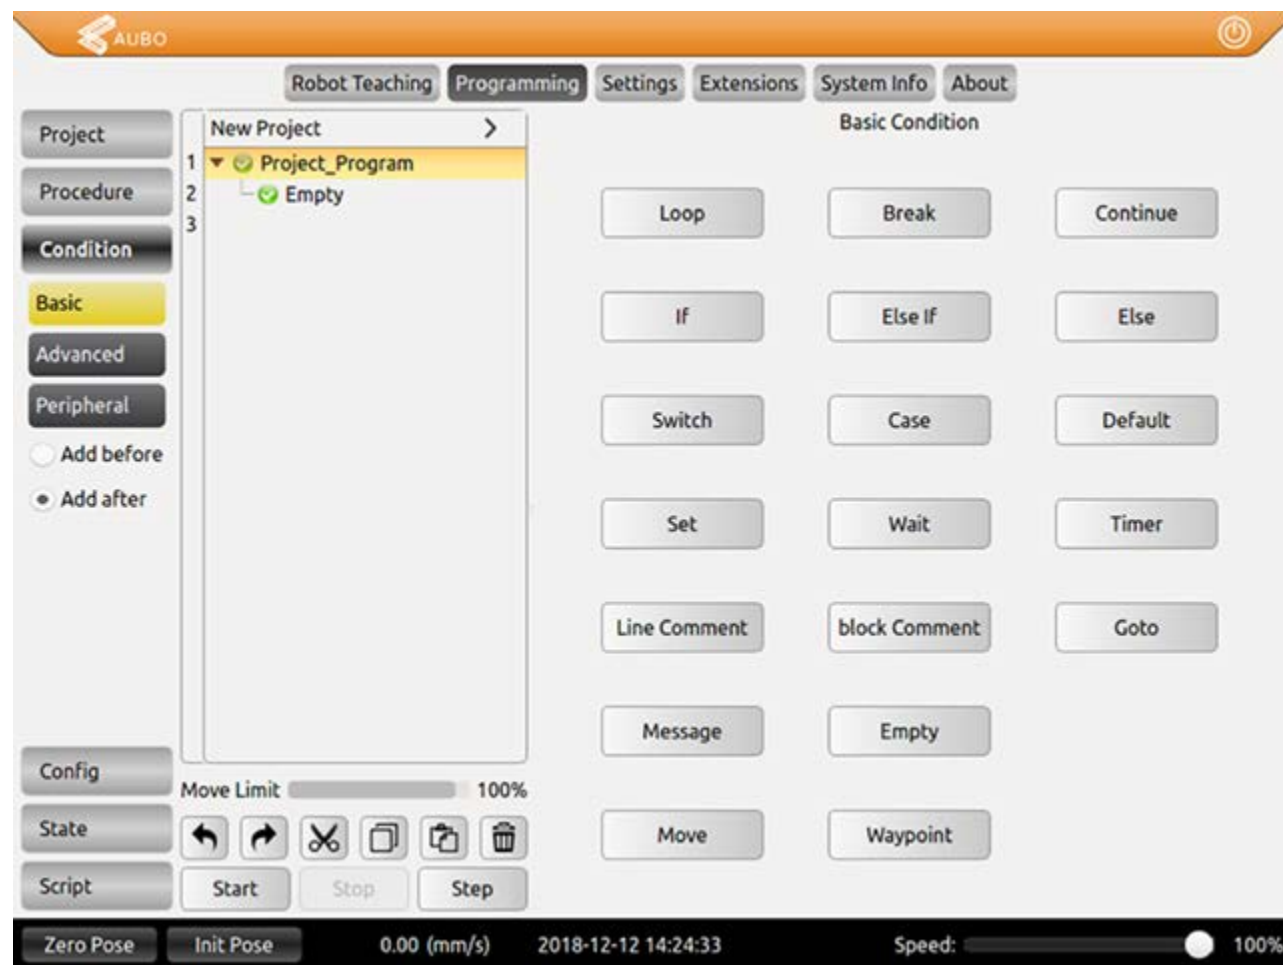 AUBO
Robot Teaching Programming Settings Extensions System Info About
Project
Procedure
Condition
Basic
Advanced
Peripheral
Add before
Add after
Config
State
Script
New Project >
1 Project_Program
2 Empty
3
Move Limit 100%
Start Stop Step
Basic Condition
Loop Break Continue
If Else If Else
Switch Case Default
Set Wait Timer
Line Comment block Comment Goto
Message Empty
Move Waypoint
Zero Pose Init Pose 0.00 (mm/s) 2018-12-12 14:24:33 Speed: 100%